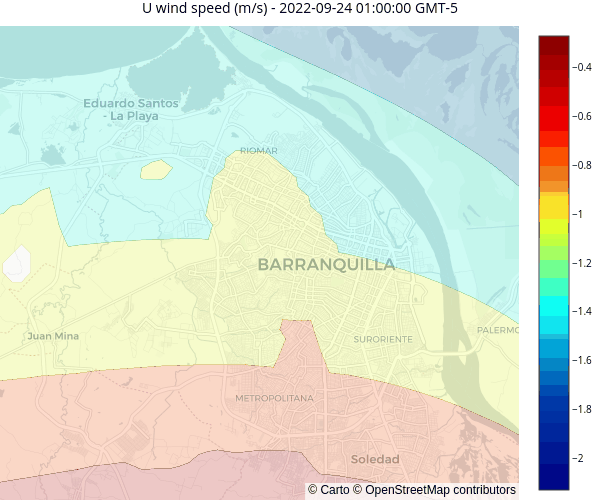 U wind speed (m/s) - 2022-09-24 01:00:00 GMT-5
−0.4
Eduardo Santos
- La Playa
−0.6
RIOMAR
−0.8
−1
BARRANQUILLA
−1.2
−1.4
Juan Mina
SURORIENTE
PALERMO
−1.6
METROPOLITANA
−1.8
Soledad
−2
© Carto © OpenStreetMap contributors